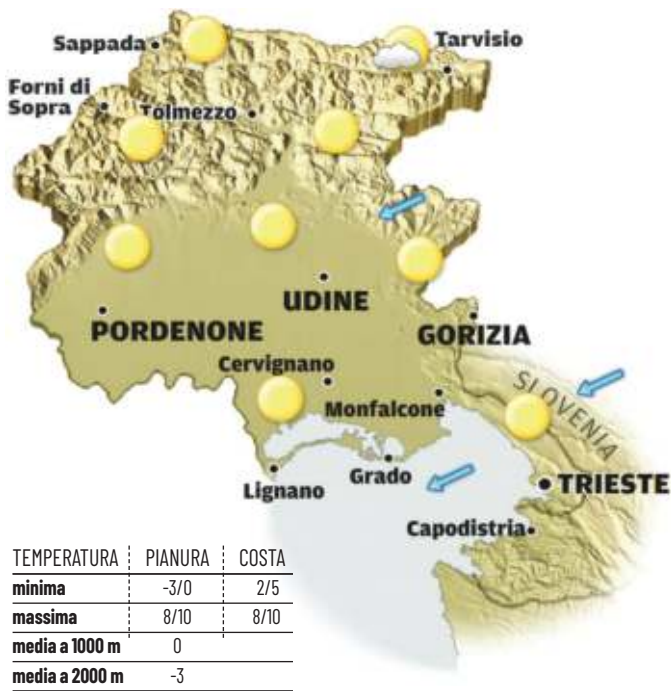 Sappada
Tarvisio
Forni di
Sopra
Tolmezzo
UDINE
PORDENONE
GORIZIA
Cervignano
SLOVENIA
Monfalcone
Grado
Lignano
TRIESTE
Capodistria
TEMPERATURA PIANURA COSTA
minima -3/0 2/5
massima 8/10 8/10
media a 1000 m 0
media a 2000 m -3